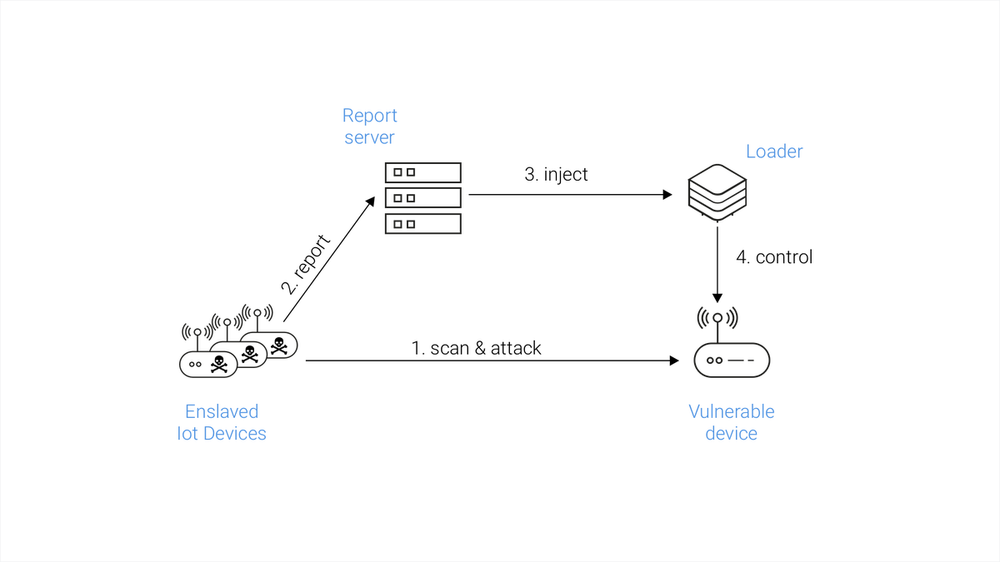 Report
server
Loader
3. inject
2. report
4. control
1. scan & attack
Enslaved
Iot Devices
Vulnerable
device